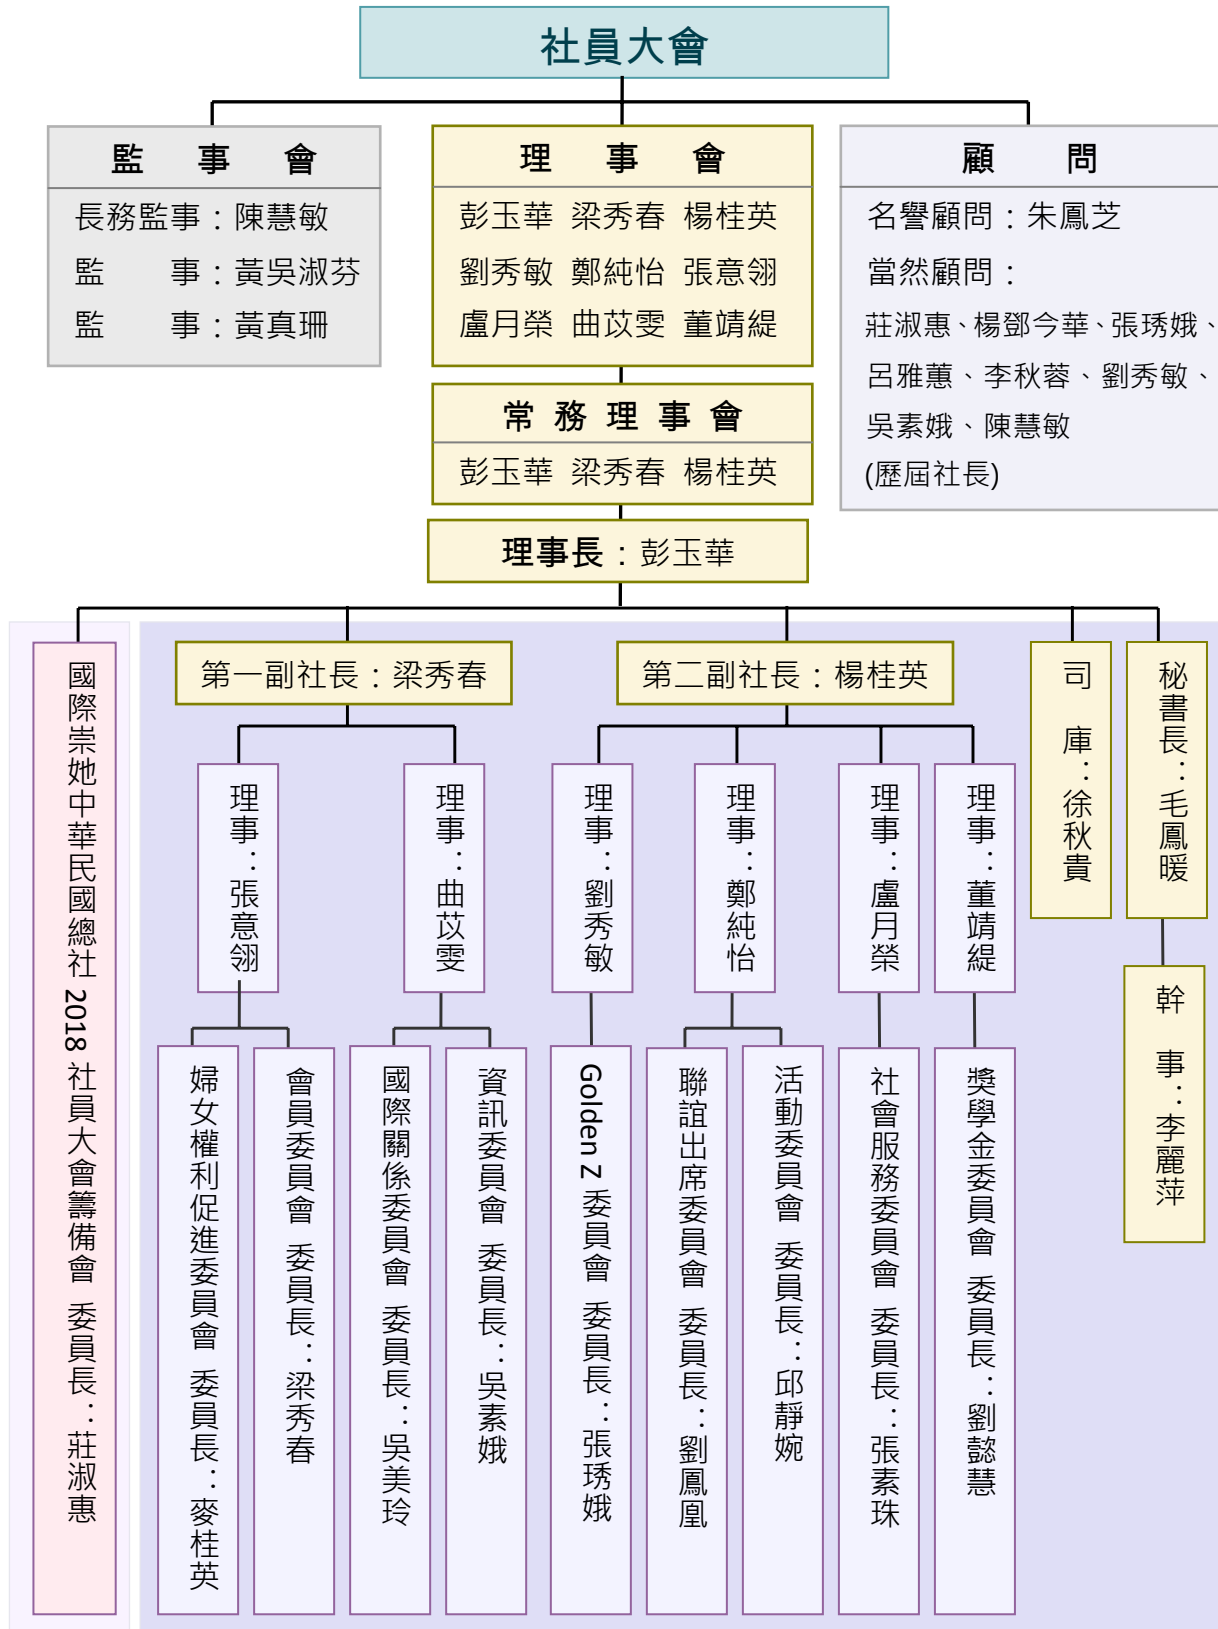 社員大會
監 事 會
長務監事：陳慧敏
監 事：黃吳淑芬
監 事：黃真珊
理 事 會
彭玉華 梁秀春 楊桂英
劉秀敏 鄭純怡 張意翎
盧月榮 曲苡雯 董靖緹
顧 問
名譽顧問：朱鳳芝
當然顧問：
莊淑惠、楊鄧今華、張琇娥、
呂雅蕙、李秋蓉、劉秀敏、
吳素娥、陳慧敏
(歷屆社長)
常 務 理 事 會
彭玉華 梁秀春 楊桂英
理事長：彭玉華
國際崇她中華民國總社 2018 社員大會籌備會 委員長：莊淑惠
第一副社長：梁秀春
第二副社長：楊桂英
司 庫：徐秋貴
秘書長：毛鳳暖
理事：張意翎
理事：曲苡雯
理事：劉秀敏
理事：鄭純怡
理事：盧月榮
理事：董靖緹
幹 事：李麗萍
婦女權利促進委員會 委員長：麥桂英
會員委員會 委員長：梁秀春
國際關係委員會 委員長：吳美玲
資訊委員會 委員長：吳素娥
Golden Z 委員會 委員長：張琇娥
聯誼出席委員會 委員長：劉鳳凰
活動委員會 委員長：邱靜婉
社會服務委員會 委員長：張素珠
獎學金委員會 委員長：劉懿慧